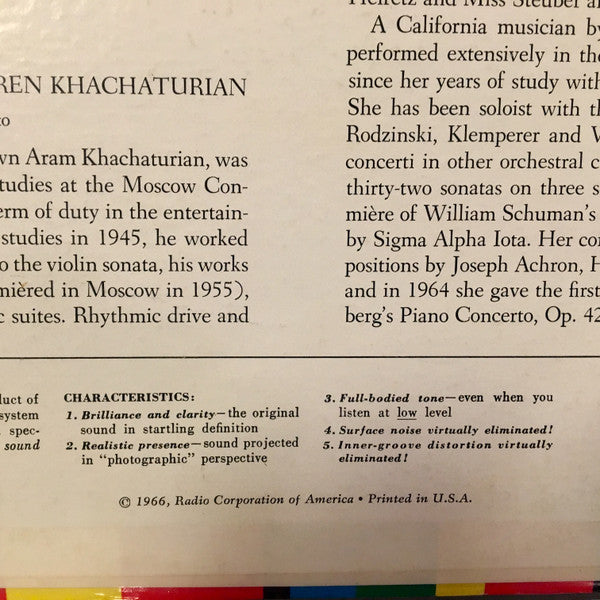 REN KHACHATURIAN
to
wn Aram Khachaturian, was
tudies at the Moscow Con-
erm of duty in the entertain-
studies in 1945, he worked
o the violin sonata, his works
mièred in Moscow in 1955),
c suites. Rhythmic drive and
Heifetz and Miss Steuber
A California musician by
performed extensively in the
since her years of study with
She has been soloist with th
Rodzinski, Klemperer and W
concerti in other orchestral c
thirty-two sonatas on three s
mière of William Schuman's
by Sigma Alpha Iota. Her con
positions by Joseph Achron, H
and in 1964 she gave the first
berg's Piano Concerto, Op. 42
duct of
system
spec-
sound
CHARACTERISTICS:
1. Brilliance and clarity—the original
sound in startling definition
2. Realistic presence—sound projected
in "photographic" perspective
3. Full-bodied tone—even when you
listen at low level
4. Surface noise virtually eliminated!
5. Inner-groove distortion virtually
eliminated!
© 1966, Radio Corporation of America • Printed in U.S.A.